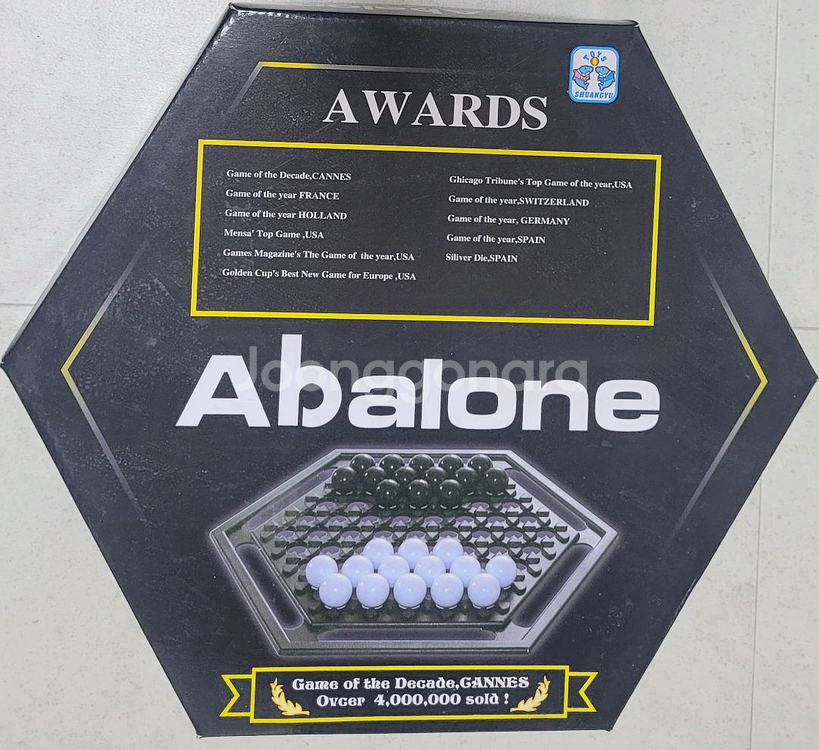 TOYS
SHUANGYU
AWARDS
Game of the Decade,CANNES
Game of the year FRANCE
Game of the year HOLLAND
Mensa' Top Game ,USA
Games Magazine's The Game of the year,USA
Golden Cup's Best New Game for Europe ,USA
Ghicago Tribune's Top Game of the year,USA
Game of the year,SWITZERLAND
Game of the year, GERMANY
Game of the year,SPAIN
Siliver Die,SPAIN
Joonggonara
Abalone
Game of the Decade,CANNES
Ovcer 4,000,000 sold !